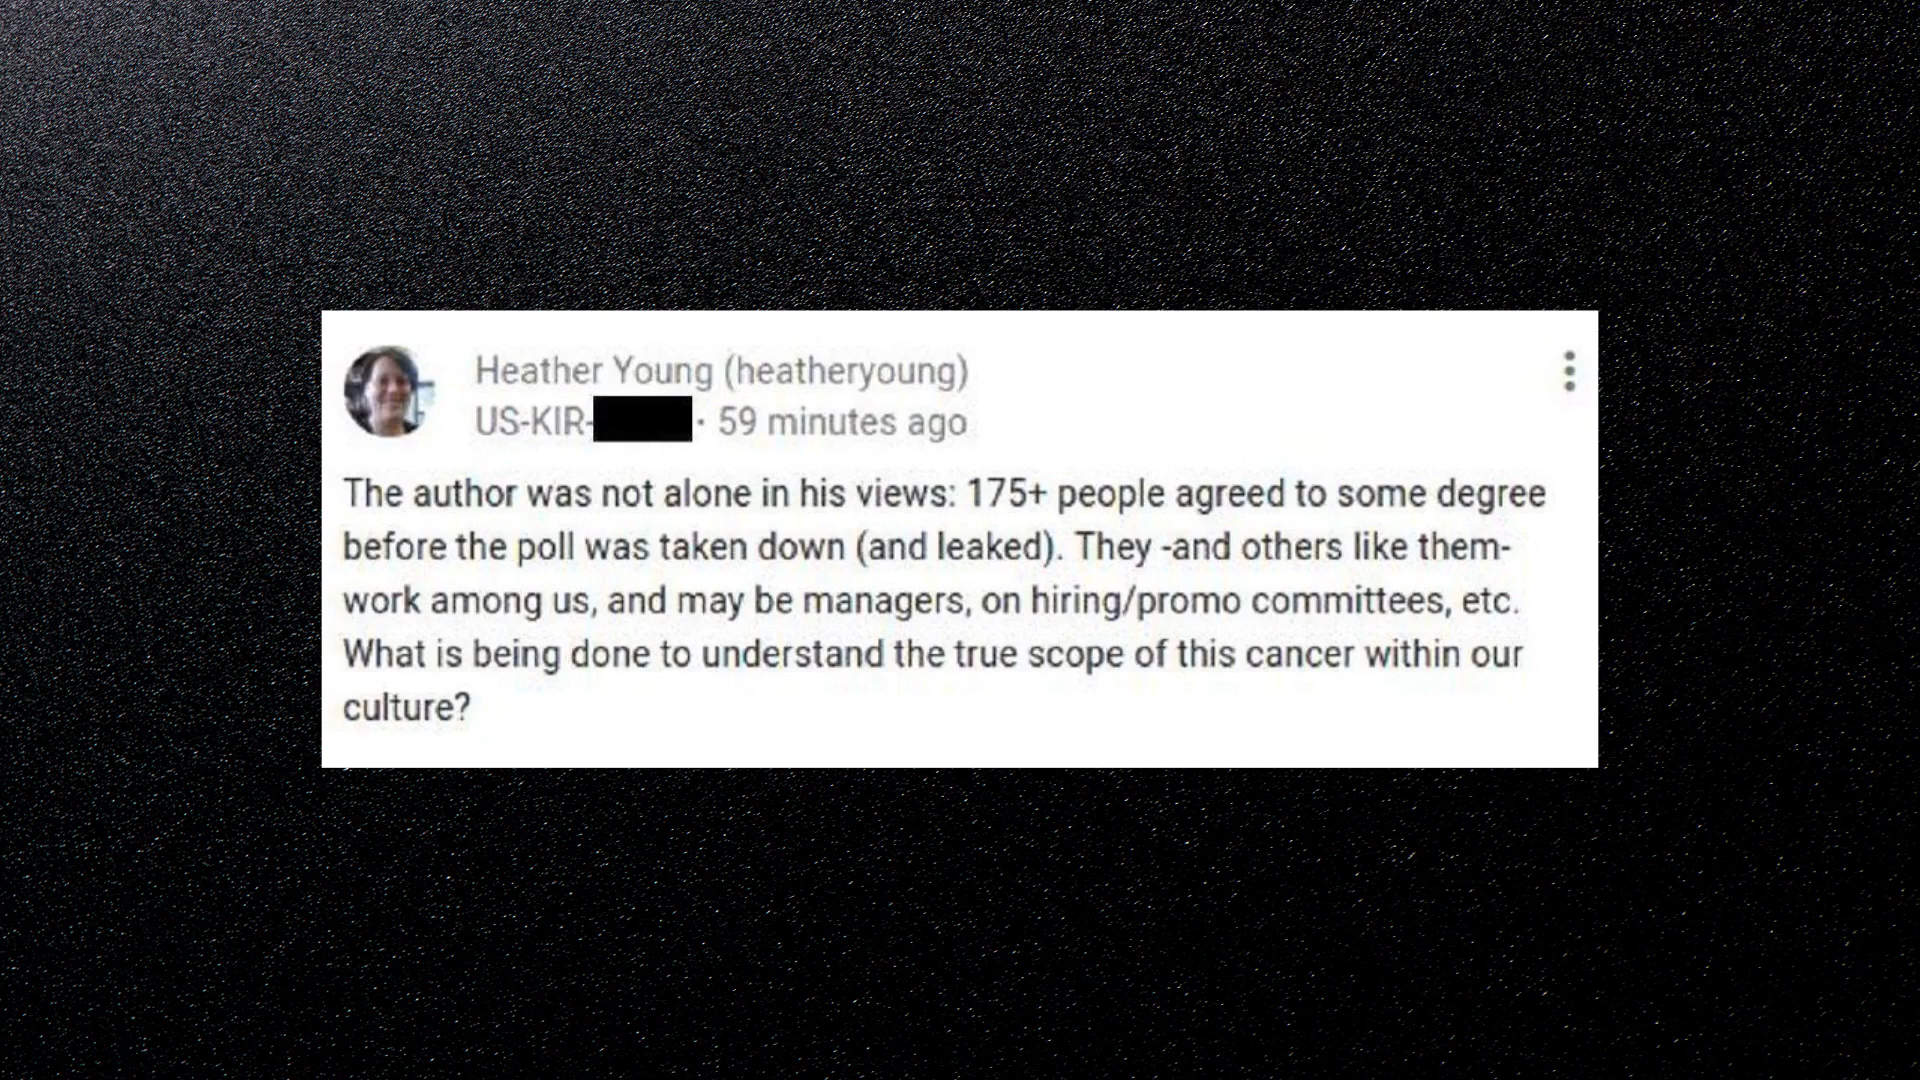 Heather Young (heatheryoung)
US-KIR- · 59 minutes ago
The author was not alone in his views: 175+ people agreed to some degree
before the poll was taken down (and leaked). They -and others like them-
work among us, and may be managers, on hiring/promo committees, etc.
What is being done to understand the true scope of this cancer within our
culture?